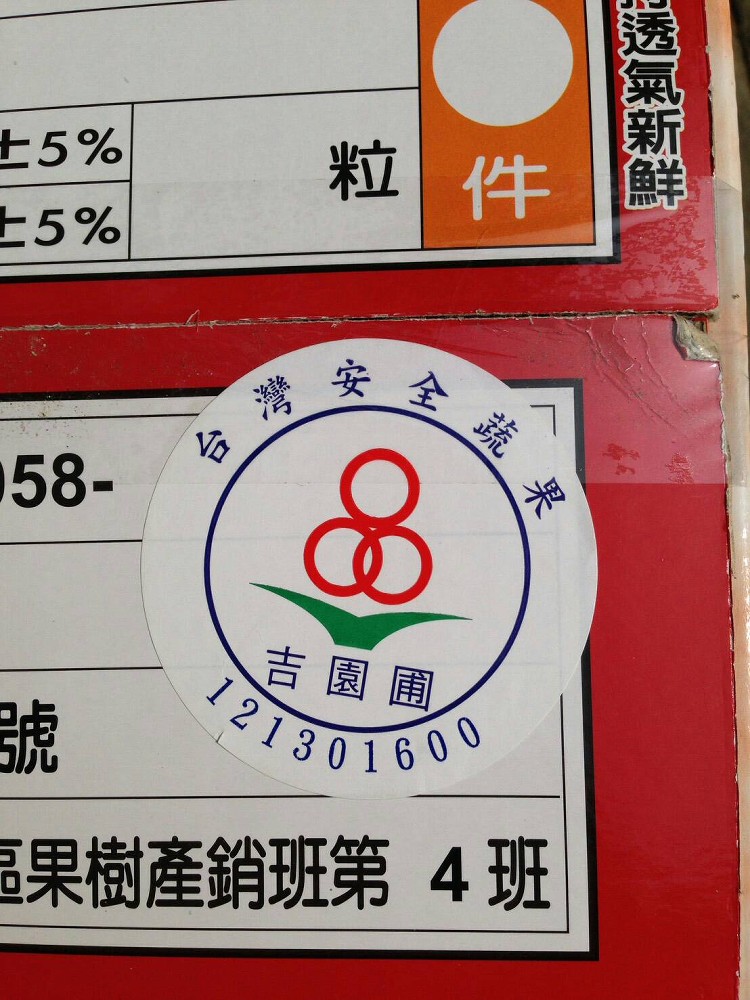 透氣新鮮
±5%
粒
件
±5%
台灣安全蔬果
058-
吉園圃
121301600
號
區果樹產銷班第 4 班